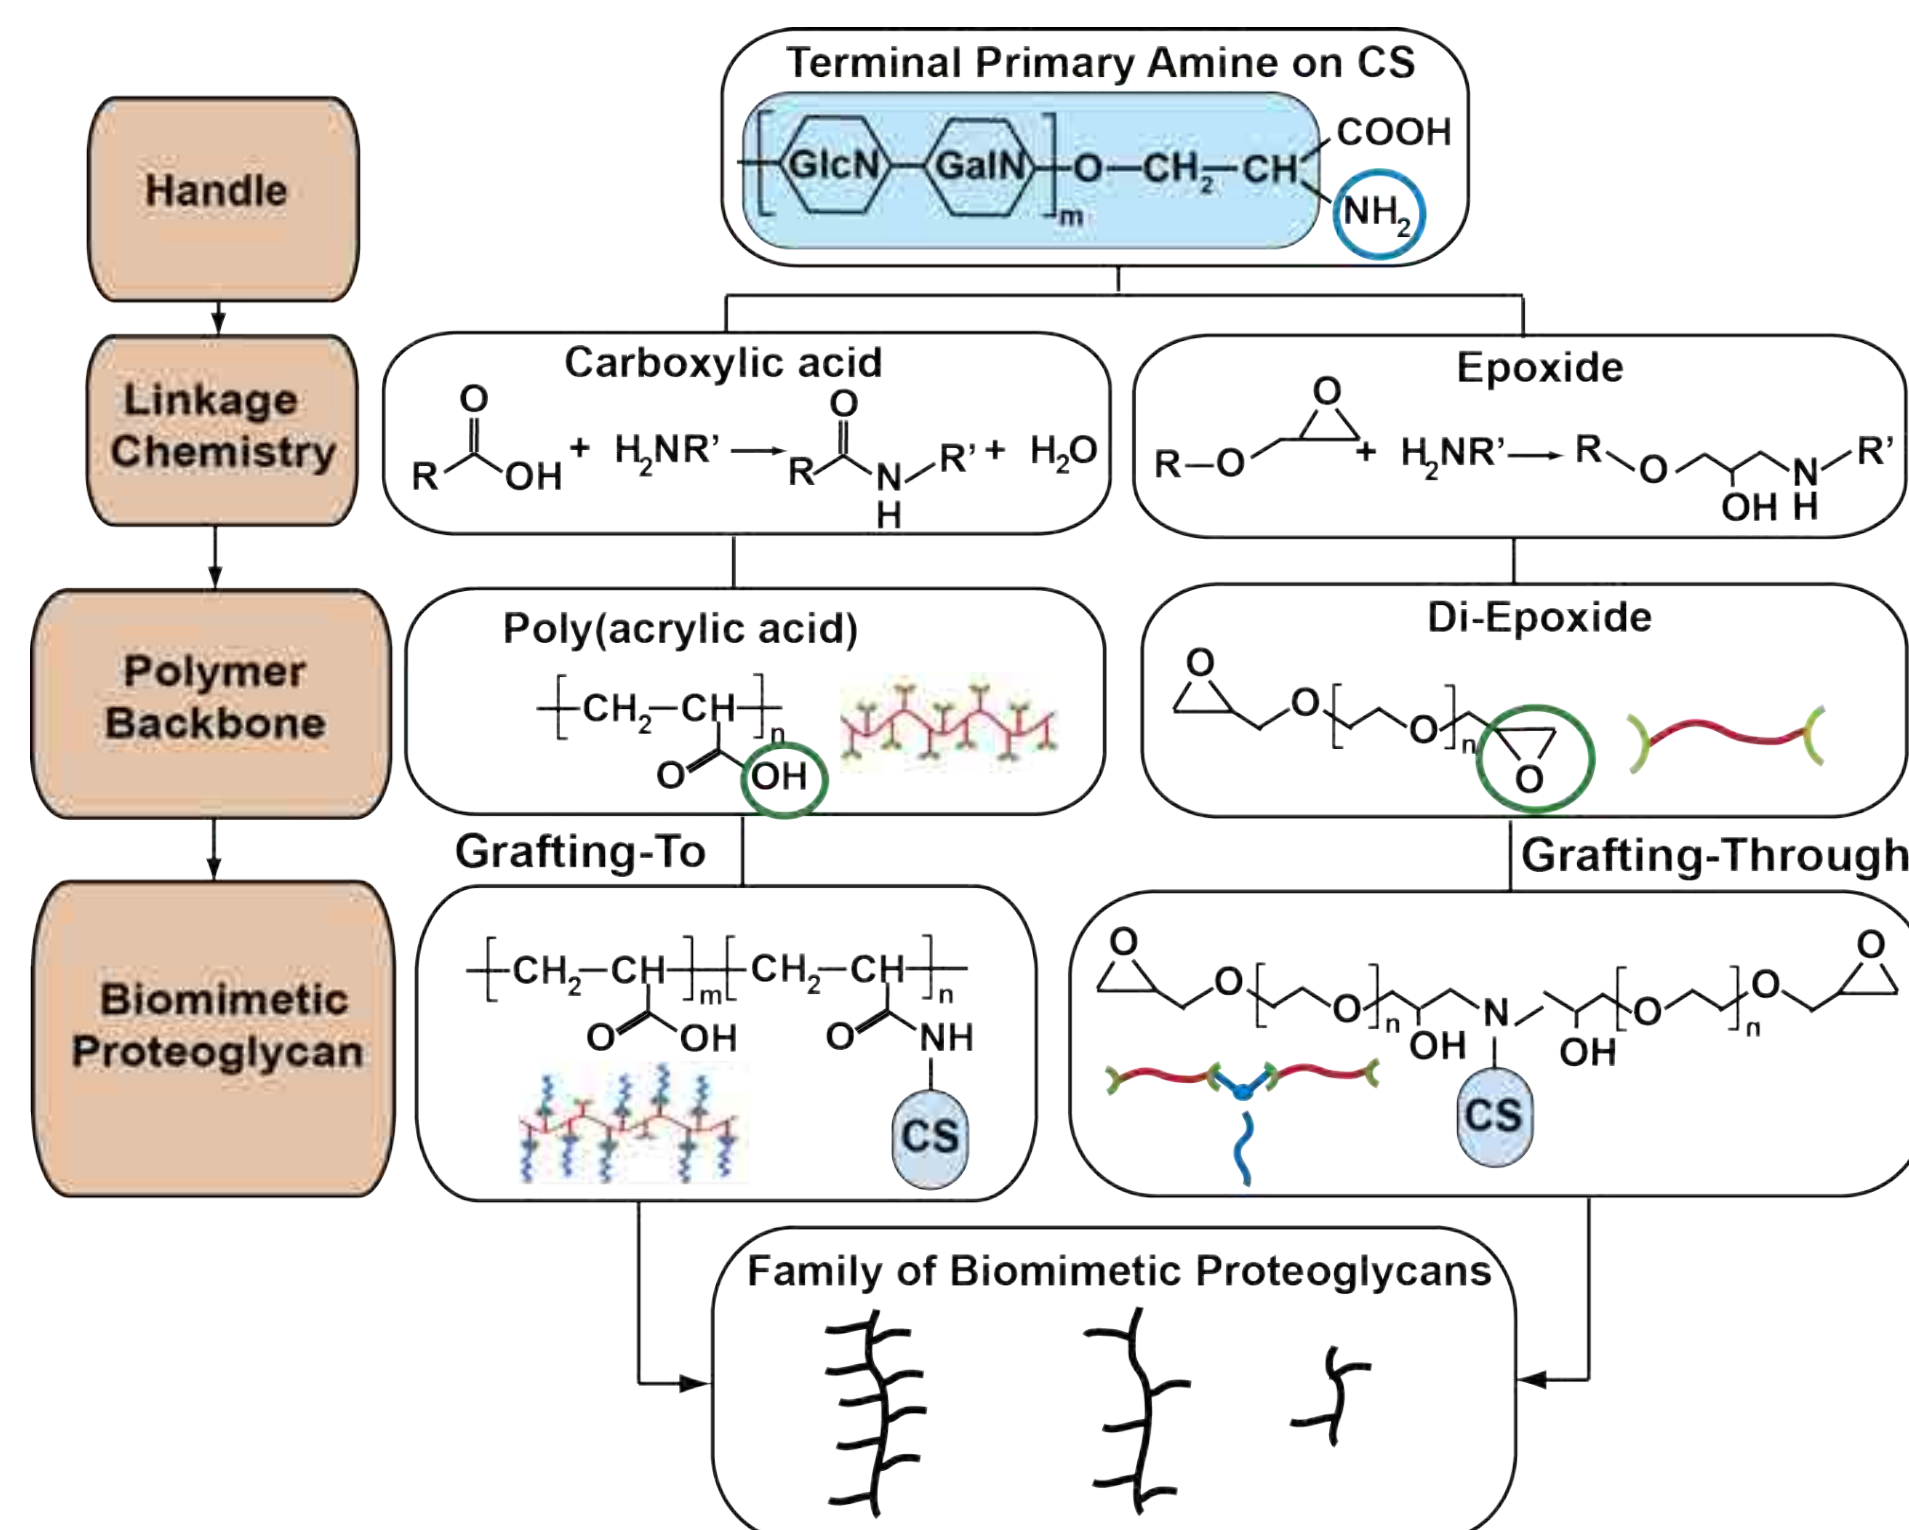 Terminal Primary Amine on CS
Handle
GlcN GalN m O—CH2—CH COOH
NH2
Linkage
Chemistry
Carboxylic acid
R O OH + H2NR’ → R O N H R’ + H2O
Epoxide
R—O O + H2NR’ → R O OH N H R’
Polymer
Backbone
Poly(acrylic acid)
CH2—CH n
O OH
Di-Epoxide
O O O n O
Grafting-To
Grafting-Through
Biomimetic
Proteoglycan
CH2—CH m CH2—CH n
O OH O NH
CS
O O O n OH N OH O n O O
CS
Family of Biomimetic Proteoglycans